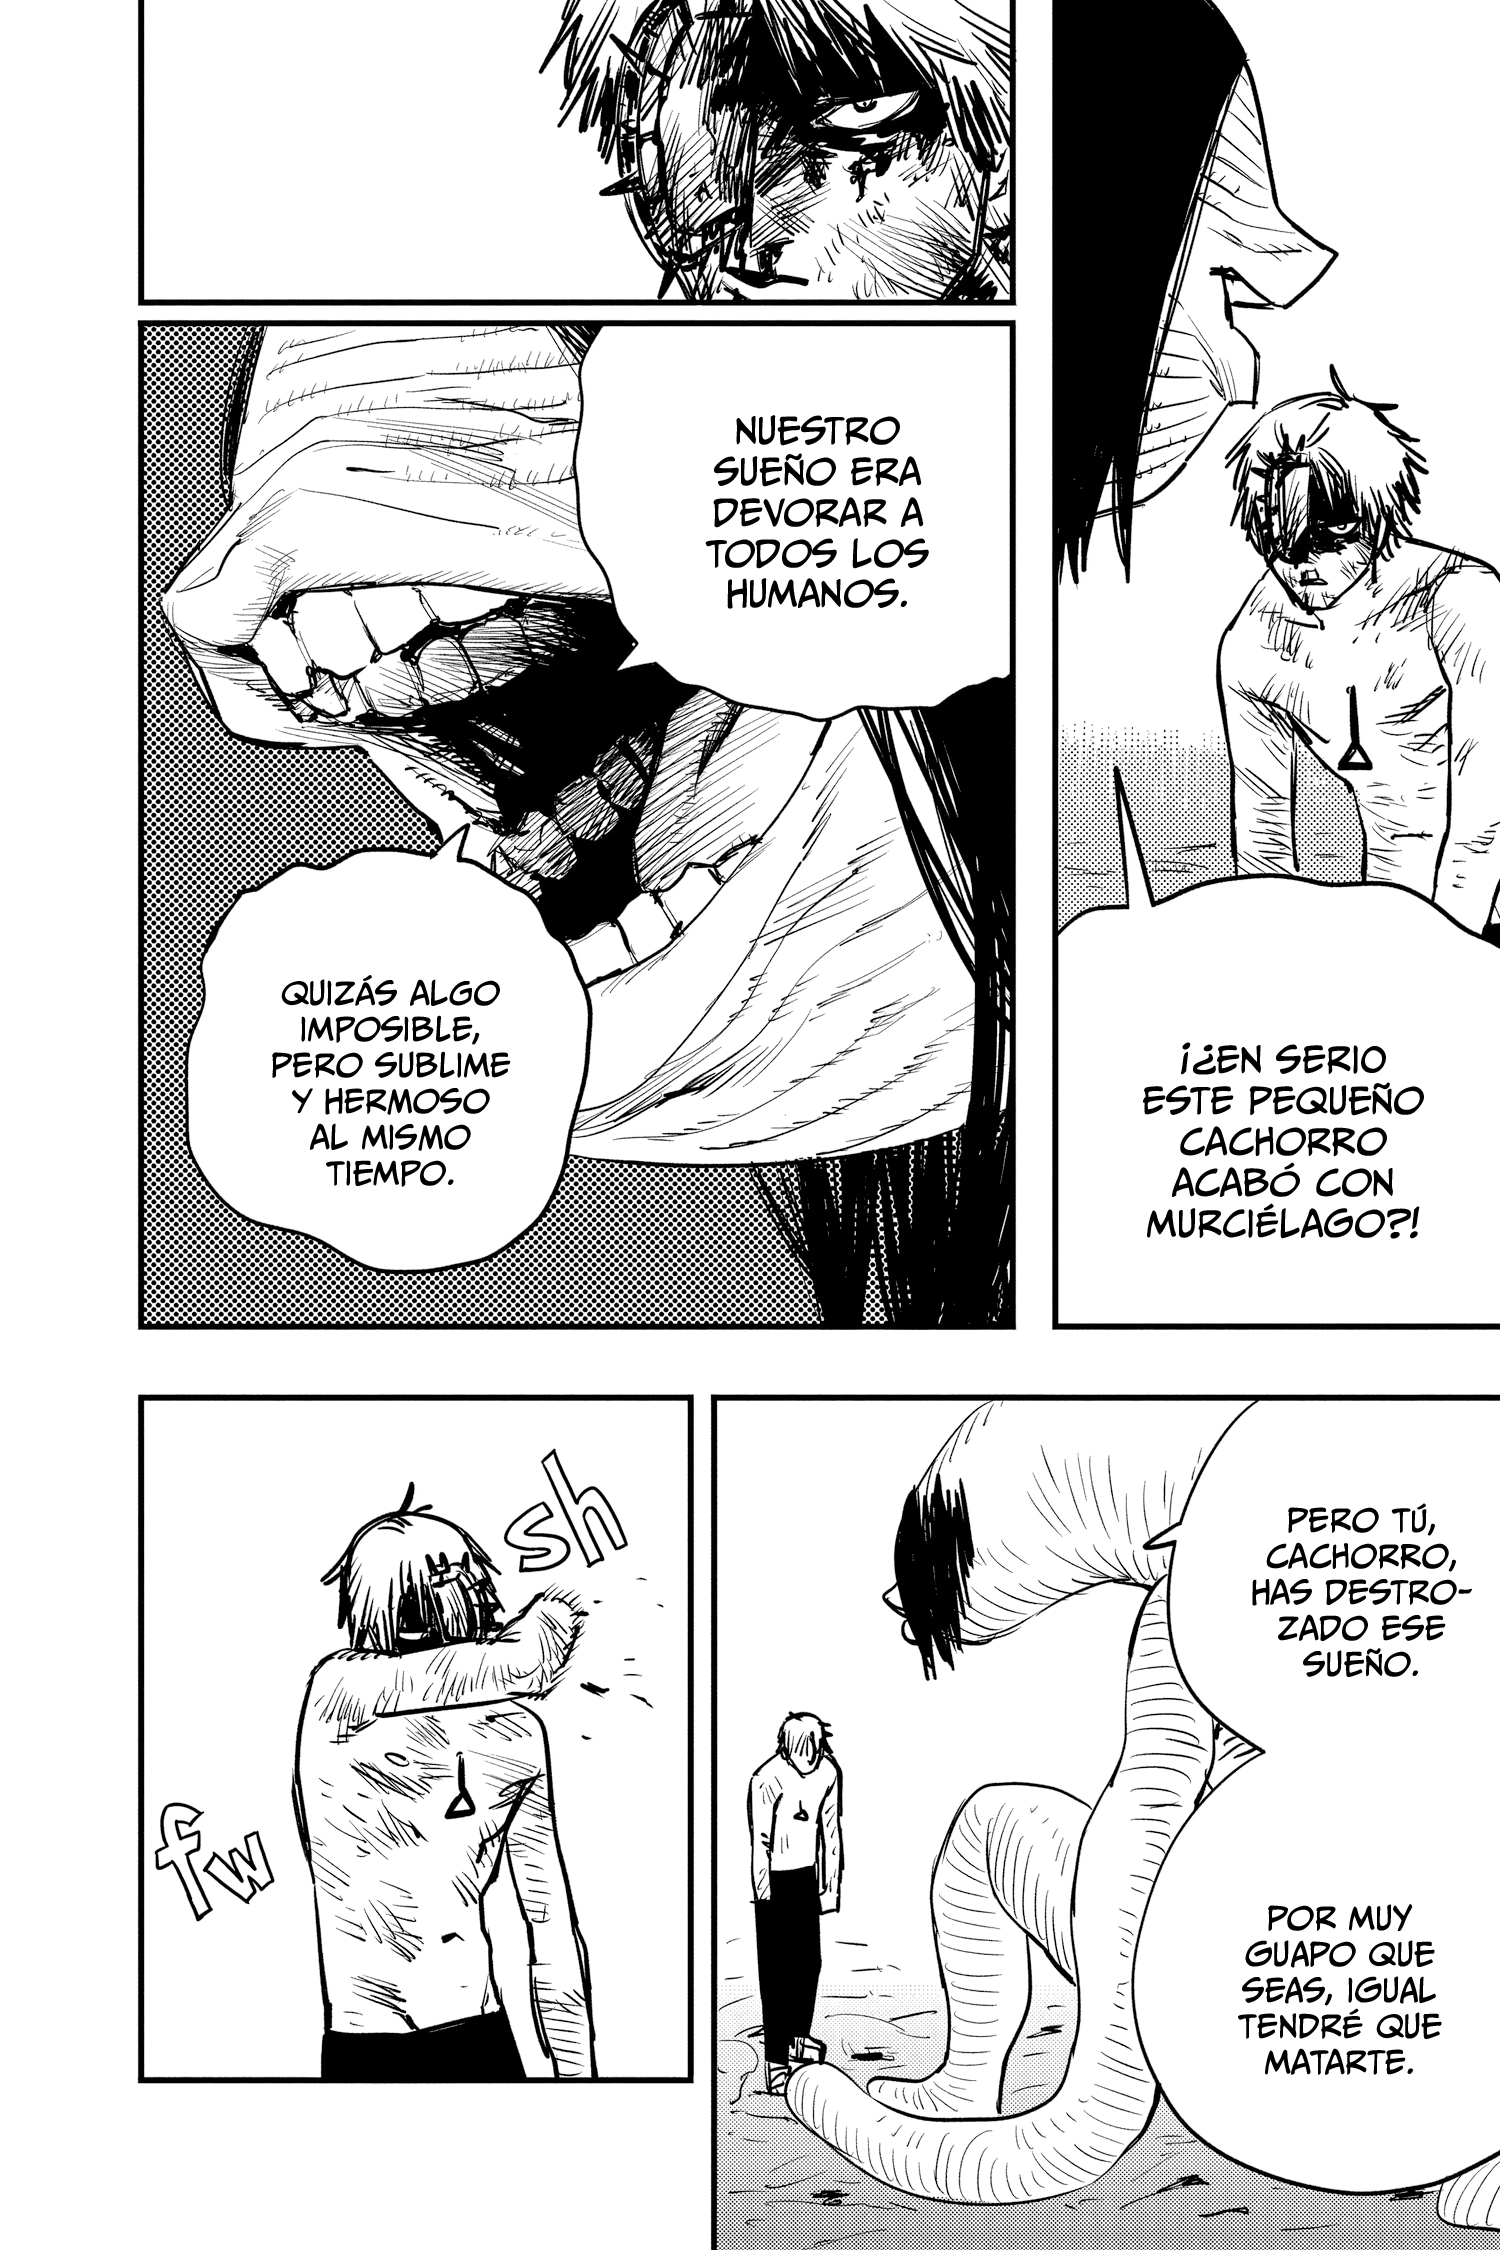 ¡¿EN SERIO
ESTE PEQUEÑO
CACHORRO
ACABÓ CON
MURCIÉLAGO?!
NUESTRO
SUEÑO ERA
DEVORAR A
TODOS LOS
HUMANOS.
QUIZÁS ALGO
IMPOSIBLE,
PERO SUBLIME
Y HERMOSO
AL MISMO
TIEMPO.
PERO TÚ,
CACHORRO,
HAS DESTRO-
ZADO ESE
SUEÑO.
POR MUY
GUAPO QUE
SEAS, IGUAL
TENDRÉ QUE
MATARTE.
sh
fw